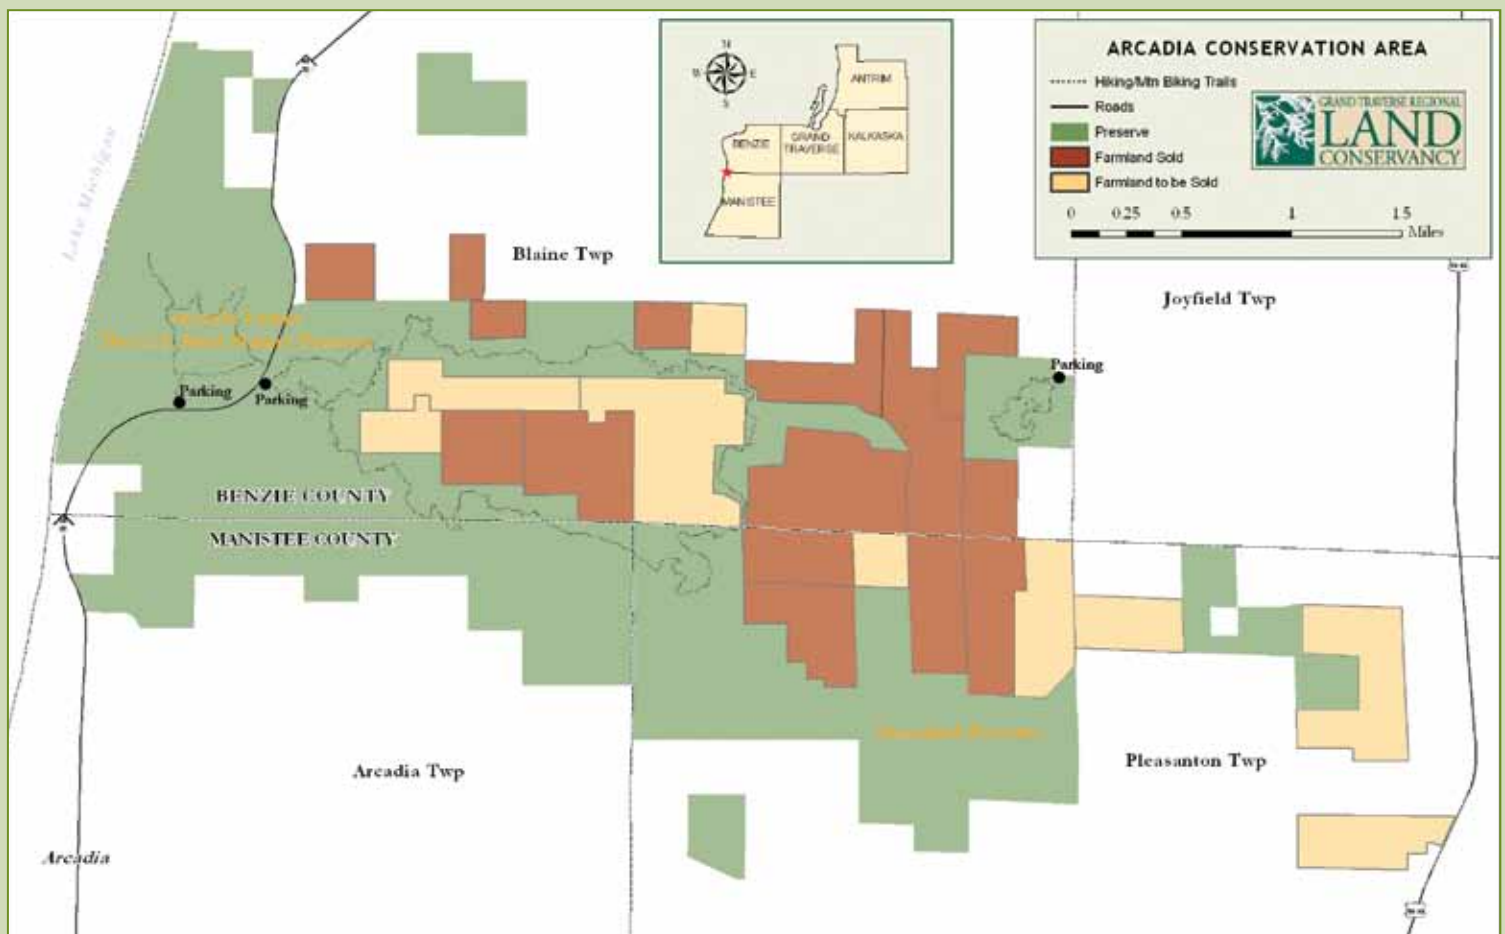 ARCADIA CONSERVATION AREA
Hiking/Mtn Biking Trails
Roads
Preserve
Farmland Sold
Farmland to be Sold
0 0.25 0.5 1 1.5
Miles
GRAND TRAVERSE REGIONAL
LAND
CONSERVANCY
N
W E
S
ANTRIM
BENZIE
GRAND
TRAVERSE
KALKASKA
MANISTEE
Lake Michigan
Blaine Twp
Joyfield Twp
Parking
Parking
Parking
BENZIE COUNTY
MANISTEE COUNTY
Arcadia Twp
Pleasanton Twp
Arcadia